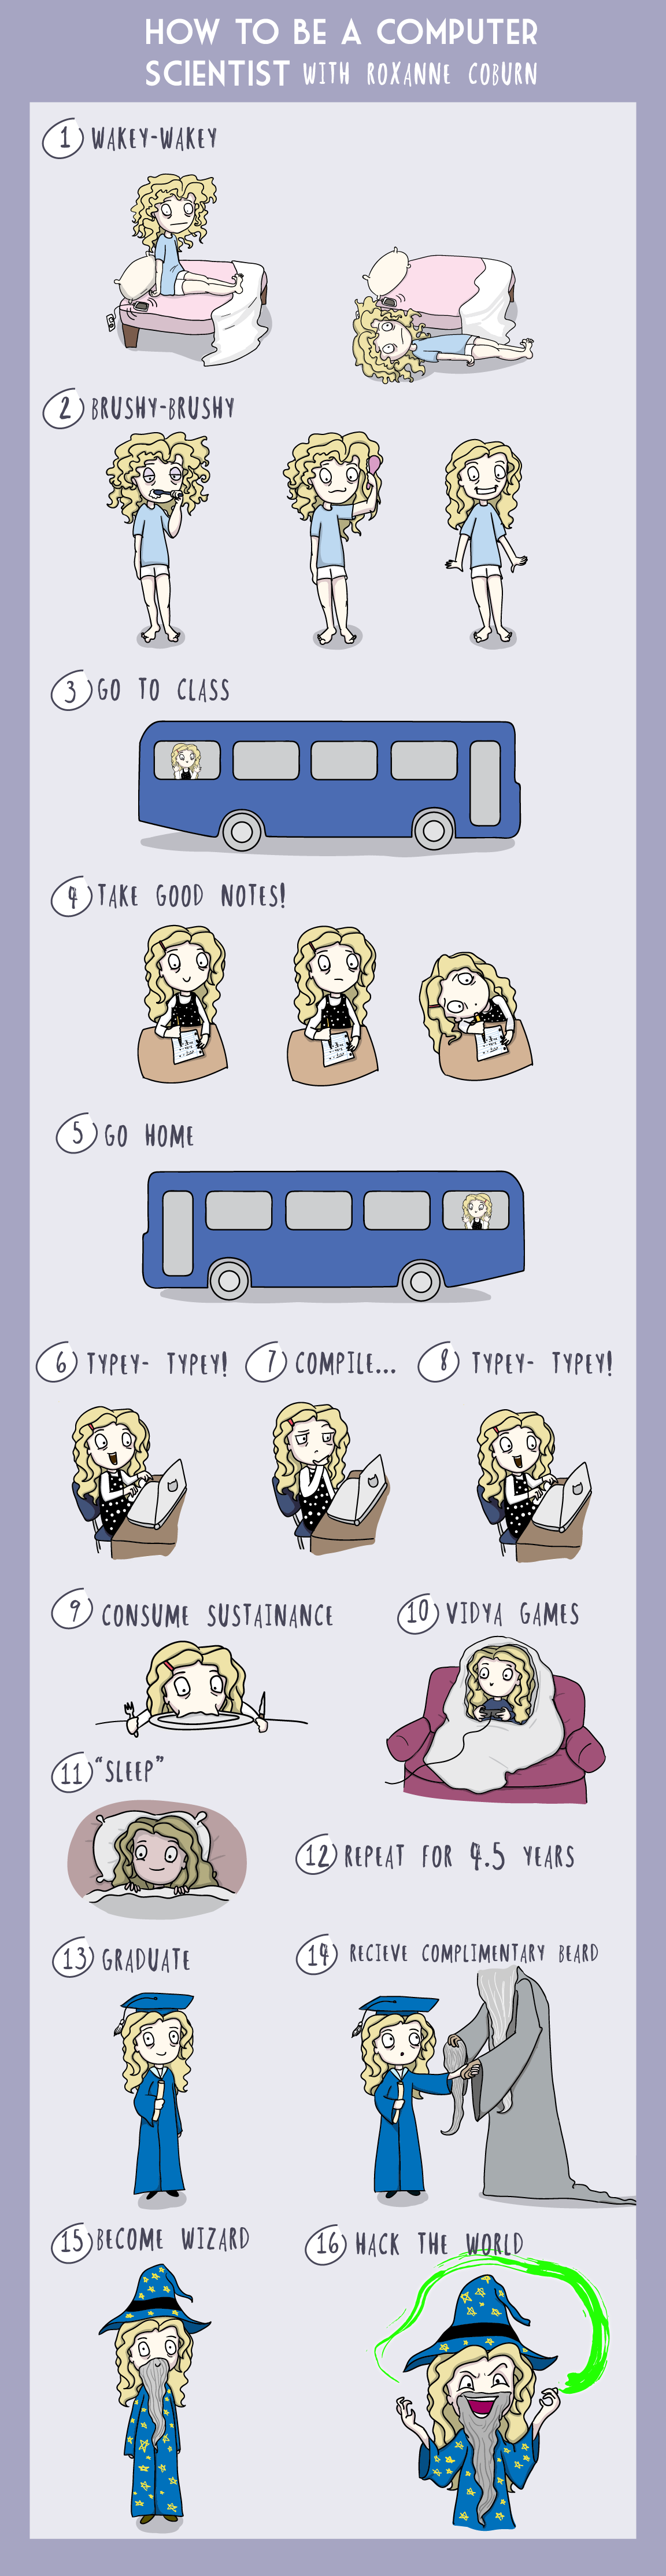 HOW TO BE A COMPUTER
SCIENTIST WITH ROXANNE COBURN
1 WAKEY-WAKEY
2 BRUSHY-BRUSHY
3 GO TO CLASS
4 TAKE GOOD NOTES!
5 GO HOME
6 TYPEY- TYPEY!
7 COMPILE...
8 TYPEY- TYPEY!
9 CONSUME SUSTAINANCE
10 VIDYA GAMES
11 "SLEEP"
12 REPEAT FOR 4.5 YEARS
13 GRADUATE
14 RECIEVE COMPLIMENTARY BEARD
15 BECOME WIZARD
16 HACK THE WORLD